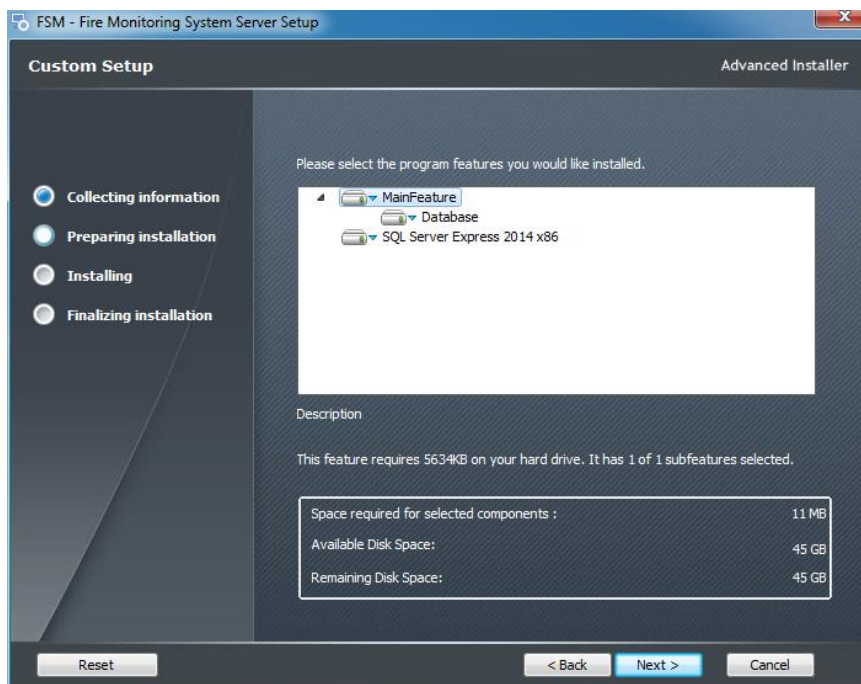 FSM - Fire Monitoring System Server Setup
Custom Setup
Advanced Installer
Collecting information
Preparing installation
Installing
Finalizing installation
Please select the program features you would like installed.
MainFeature
Database
SQL Server Express 2014 x86
Description
This feature requires 5634KB on your hard drive. It has 1 of 1 subfeatures selected.
Space required for selected components : 11 MB
Available Disk Space: 45 GB
Remaining Disk Space: 45 GB
Reset
< Back
Next >
Cancel